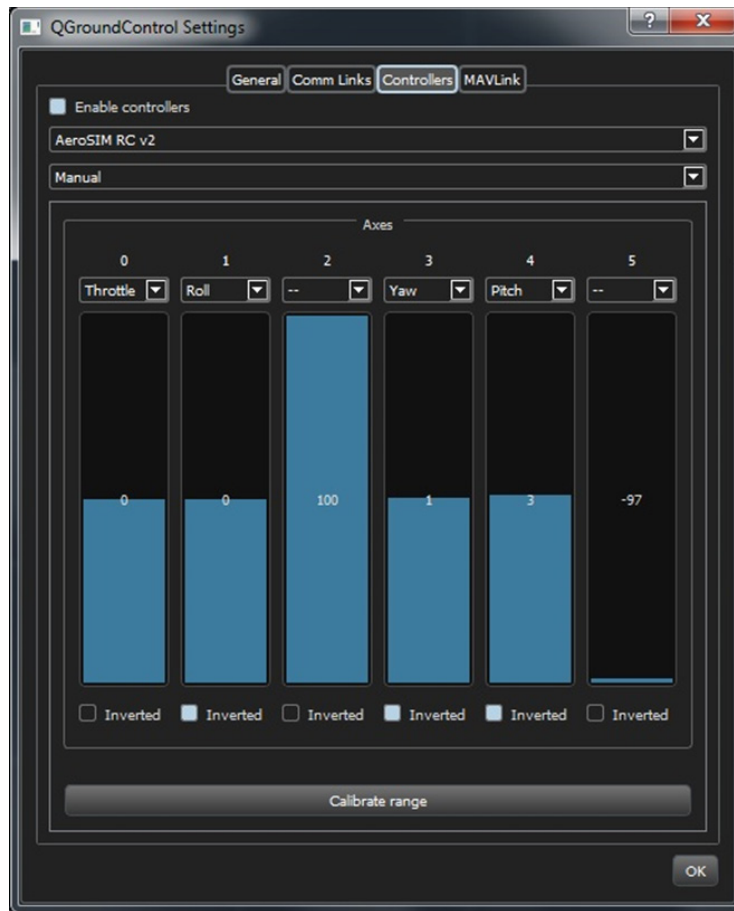 QGroundControl Settings
General Comm Links Controllers MAVLink
Enable controllers
AeroSIM RC v2
Manual
Axes
0 1 2 3 4 5
Throttle Roll -- Yaw Pitch --
0 0 100 1 3 -97
Inverted Inverted Inverted Inverted Inverted Inverted
Calibrate range
OK